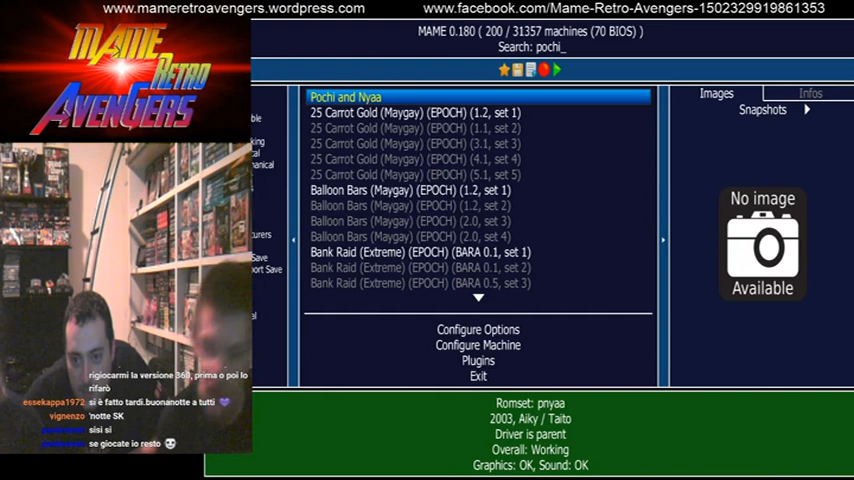 www.mameretroavengers.wordpress.com
www.facebook.com/Mame-Retro-Avengers-1502329919861353
MAME
RETRO
AVENGERS
MAME 0.180 ( 200 / 31357 machines (70 BIOS) )
Search: pochi_
Pochi and Nyaa
25 Carrot Gold (Maygay) (EPOCH) (1.2, set 1)
25 Carrot Gold (Maygay) (EPOCH) (1.1, set 2)
25 Carrot Gold (Maygay) (EPOCH) (3.1, set 3)
25 Carrot Gold (Maygay) (EPOCH) (4.1, set 4)
25 Carrot Gold (Maygay) (EPOCH) (5.1, set 5)
Balloon Bars (Maygay) (EPOCH) (1.2, set 1)
Balloon Bars (Maygay) (EPOCH) (1.2, set 2)
Balloon Bars (Maygay) (EPOCH) (2.0, set 3)
Balloon Bars (Maygay) (EPOCH) (2.0, set 4)
Bank Raid (Extreme) (EPOCH) (BARA 0.1, set 1)
Bank Raid (Extreme) (EPOCH) (BARA 0.1, set 2)
Bank Raid (Extreme) (EPOCH) (BARA 0.5, set 3)
Configure Options
Configure Machine
Plugins
Exit
Images
Infos
Snapshots
No image
Available
rigiocarmi la versione 360, prima o poi lo
rifarò
essekappa1972 si è fatto tardi.buonanotte a tutti
vignenzo 'notte SK
sisi si
se giocate io resto
Romset: pnyaa
2003, Aiky / Taito
Driver is parent
Overall: Working
Graphics: OK, Sound: OK